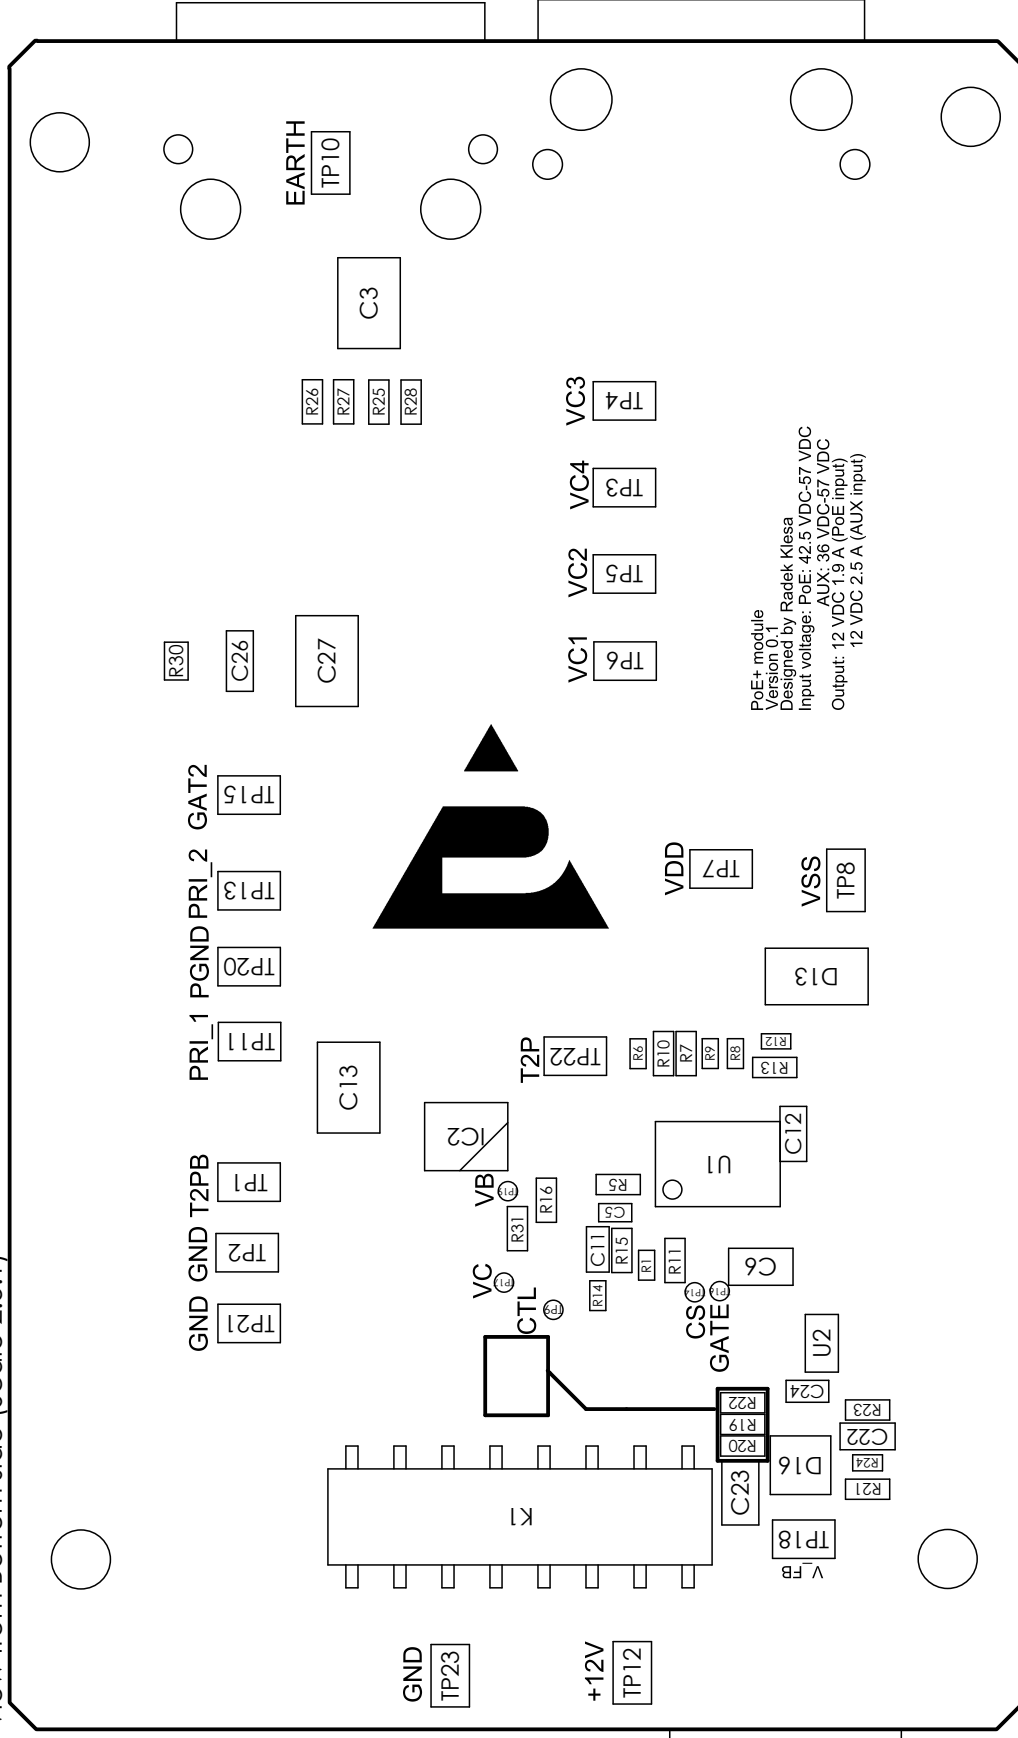 EARTH
TP10
C3
R26
R27
R25
R28
VC3
TP4
VC4
TP3
VC2
TP5
VC1
TP6
R30
C26
C27
PoE+ module
Version 0.1
Designed by Radek Klesa
Input voltage: PoE: 42.5 VDC-57 VDC
AUX: 36 VDC-57 VDC
Output: 12 VDC 1.9 A (PoE input)
12 VDC 2.5 A (AUX input)
GAT2
TP15
PRI_2
TP13
PGND
TP20
PRI_1
TP11
VDD
TP7
VSS
TP8
D13
C13
T2P
TP22
R6
R10
R7
R9
R8
R12
R13
IC2
U1
C12
T2PB
TP1
GND
TP2
GND
TP21
VB
TP19
R31
R16
R5
C5
C11
R15
R1
R11
R14
C6
VC
TP17
CTL
TP9
CS
TP14
GATE
TP16
U2
C24
R22
R19
R20
C23
R23
C22
R24
R21
D16
K1
TP18
V_FB
GND
TP23
+12V
TP12